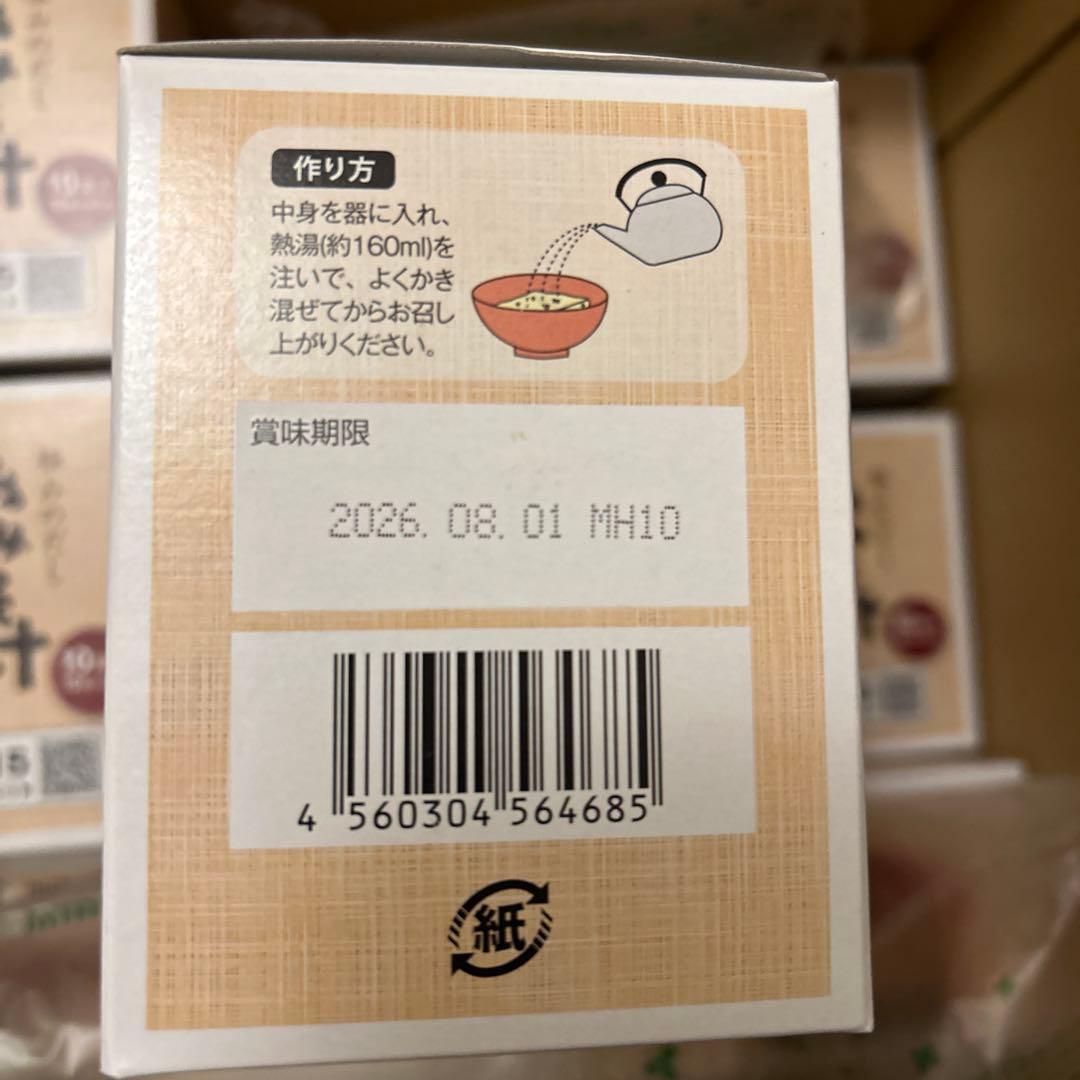 作り方
中身を器に入れ、
熱湯(約160ml)を
注いで、よくかき
混ぜてからお召し
上がりください。
賞味期限
2026. 08. 01 MH10
4 560304 564685
紙